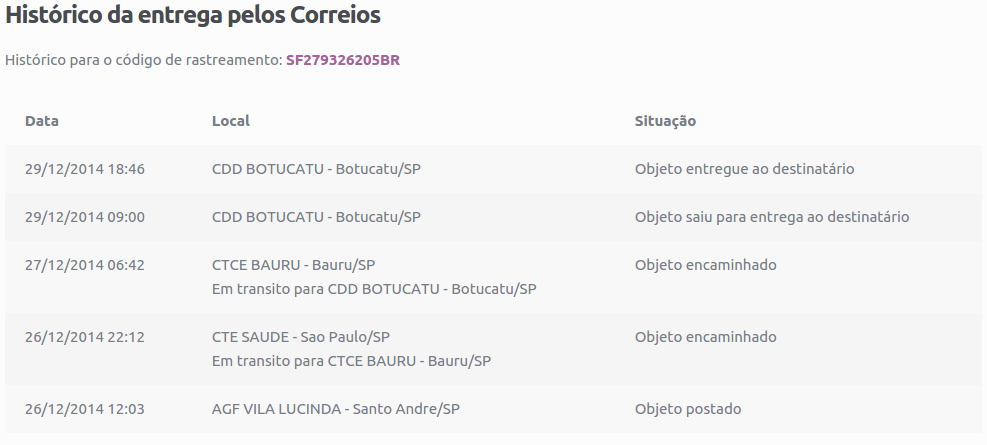 Histórico da entrega pelos Correios
Histórico para o código de rastreamento: SF279326205BR
Data Local Situação
29/12/2014 18:46 CDD BOTUCATU - Botucatu/SP Objeto entregue ao destinatário
29/12/2014 09:00 CDD BOTUCATU - Botucatu/SP Objeto saiu para entrega ao destinatário
27/12/2014 06:42 CTCE BAURU - Bauru/SP Objeto encaminhado
Em transito para CDD BOTUCATU - Botucatu/SP
26/12/2014 22:12 CTE SAUDE - Sao Paulo/SP Objeto encaminhado
Em transito para CTCE BAURU - Bauru/SP
26/12/2014 12:03 AGF VILA LUCINDA - Santo Andre/SP Objeto postado